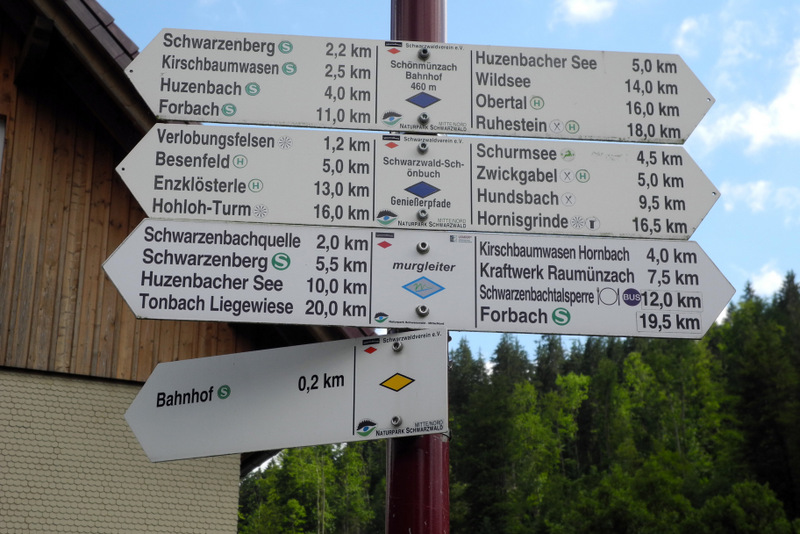 Schwarzenberg S 2,2 km
Kirschbaumwasen S 2,5 km
Huzenbach S 4,0 km
Forbach S 11,0 km
Schwarzwaldverein e.V.
Schönmünzach
Bahnhof
460 m
MITTE/NORD
NATURPARK SCHWARZWALD
Huzenbacher See 5,0 km
Wildsee 14,0 km
Obertal H 16,0 km
Ruhestein H 18,0 km
Verlobungsfelsen 1,2 km
Besenfeld H 5,0 km
Enzklösterle H 13,0 km
Hohloh-Turm 16,0 km
Schwarzwaldverein e.V.
Schwarzwald-Sch-
önbuch
Genießerpfade
MITTE/NORD
NATURPARK SCHWARZWALD
Schurmsee 4,5 km
Zwickgabel H 5,0 km
Hundsbach 9,5 km
Hornisgrinde 16,5 km
Schwarzenbachquelle 2,0 km
Schwarzenberg S 5,5 km
Huzenbacher See 10,0 km
Tonbach Liegewiese 20,0 km
murgleiter
Kirschbaumwasen Hornbach 4,0 km
Kraftwerk Raumünzach 7,5 km
Schwarzenbachtalsperre BUS 12,0 km
Forbach S 19,5 km
Bahnhof S 0,2 km
Schwarzwaldverein e.V.
MITTE/NORD
NATURPARK SCHWARZWALD